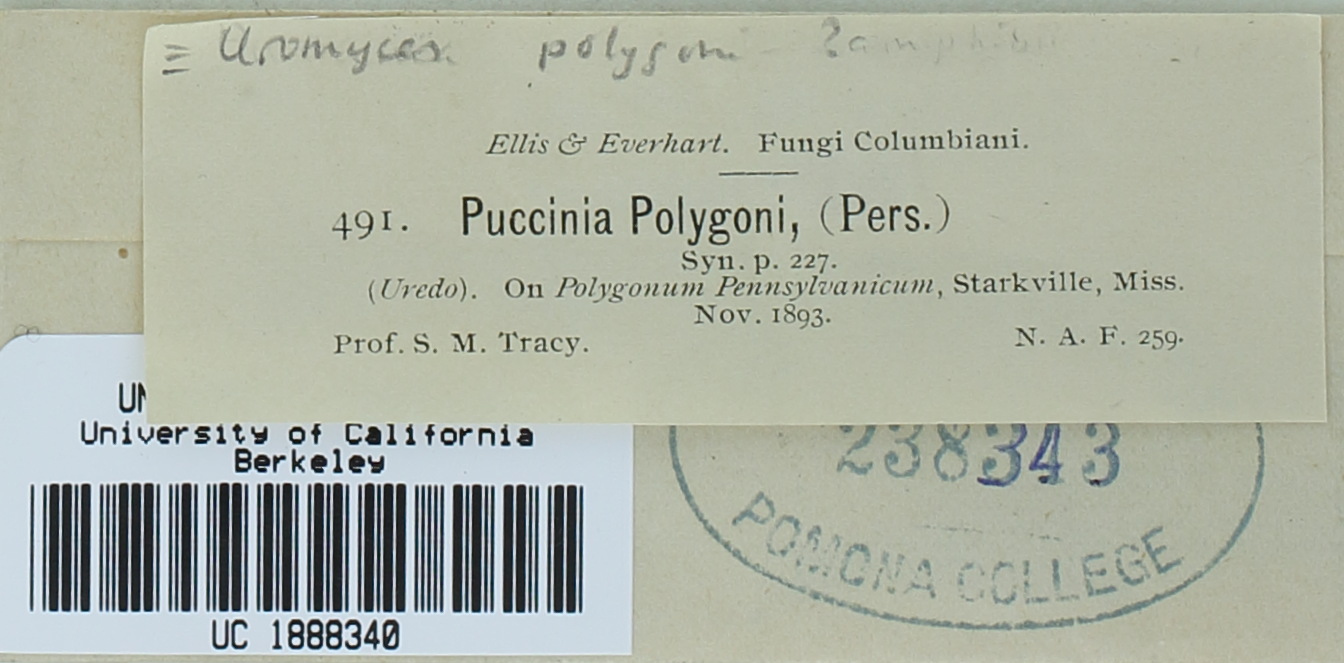 = Uromyces polygoni - ?amphibii
Ellis & Everhart. Fungi Columbiani.
491. Puccinia Polygoni, (Pers.)
Syn. p. 227.
(Uredo). On Polygonum Pennsylvanicum, Starkville, Miss.
Nov. 1893.
Prof. S. M. Tracy.
N. A. F. 259.
University of California
Berkeley
UC 1888340
238343
POMONA COLLEGE